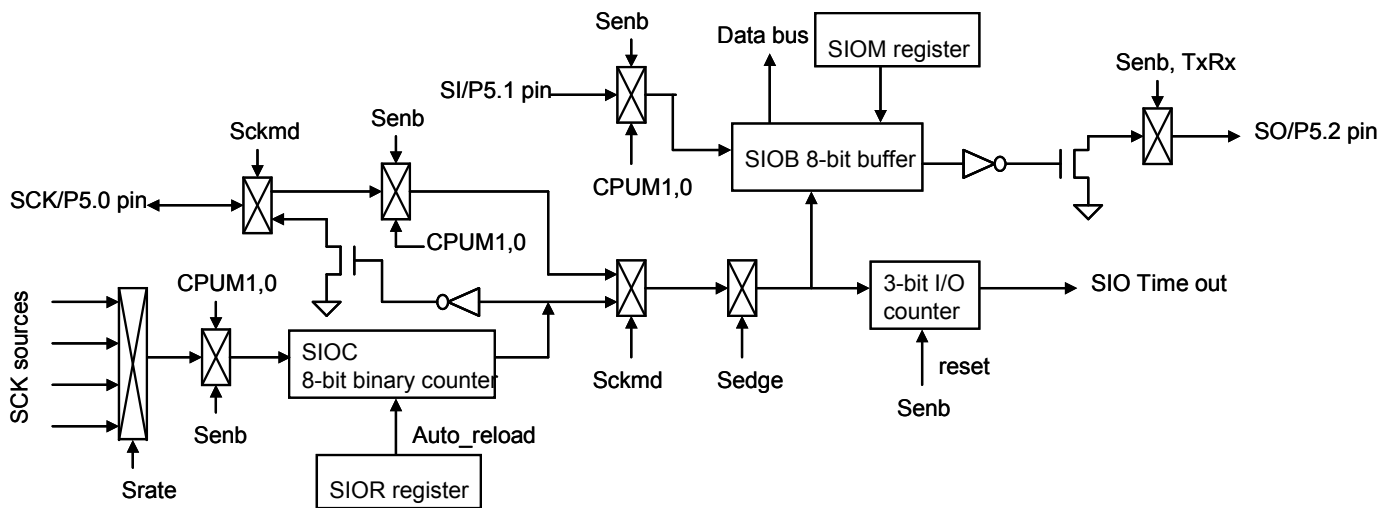 Senb
Data bus
SIOM register
SI/P5.1 pin
Senb, TxRx
Sckmd
Senb
SIOB 8-bit buffer
SO/P5.2 pin
CPUM1,0
SCK/P5.0 pin
CPUM1,0
CPUM1,0
3-bit I/O
counter
SIO Time out
SCK sources
SIOC
8-bit binary counter
Sckmd
Sedge
reset
Senb
Senb
Auto_reload
Srate
SIOR register